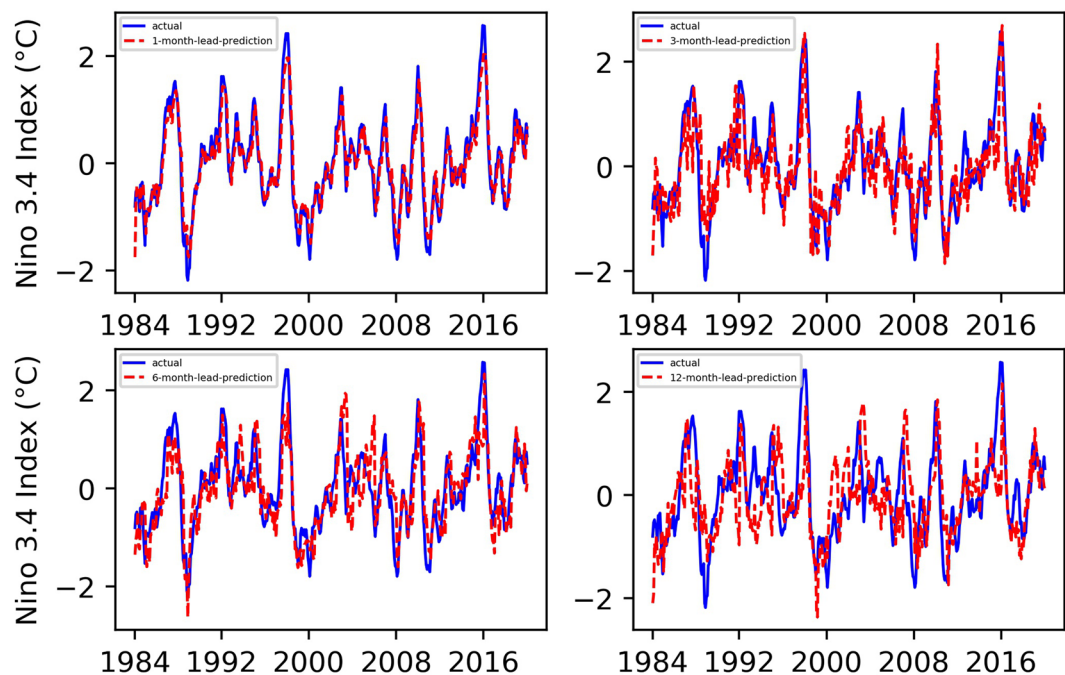 actual
1-month-lead-prediction
Nino 3.4 Index (°C)
2
0
−2
1984 1992 2000 2008 2016
actual
3-month-lead-prediction
2
0
−2
1984 1992 2000 2008 2016
actual
6-month-lead-prediction
Nino 3.4 Index (°C)
2
0
−2
1984 1992 2000 2008 2016
actual
12-month-lead-prediction
2
0
−2
1984 1992 2000 2008 2016